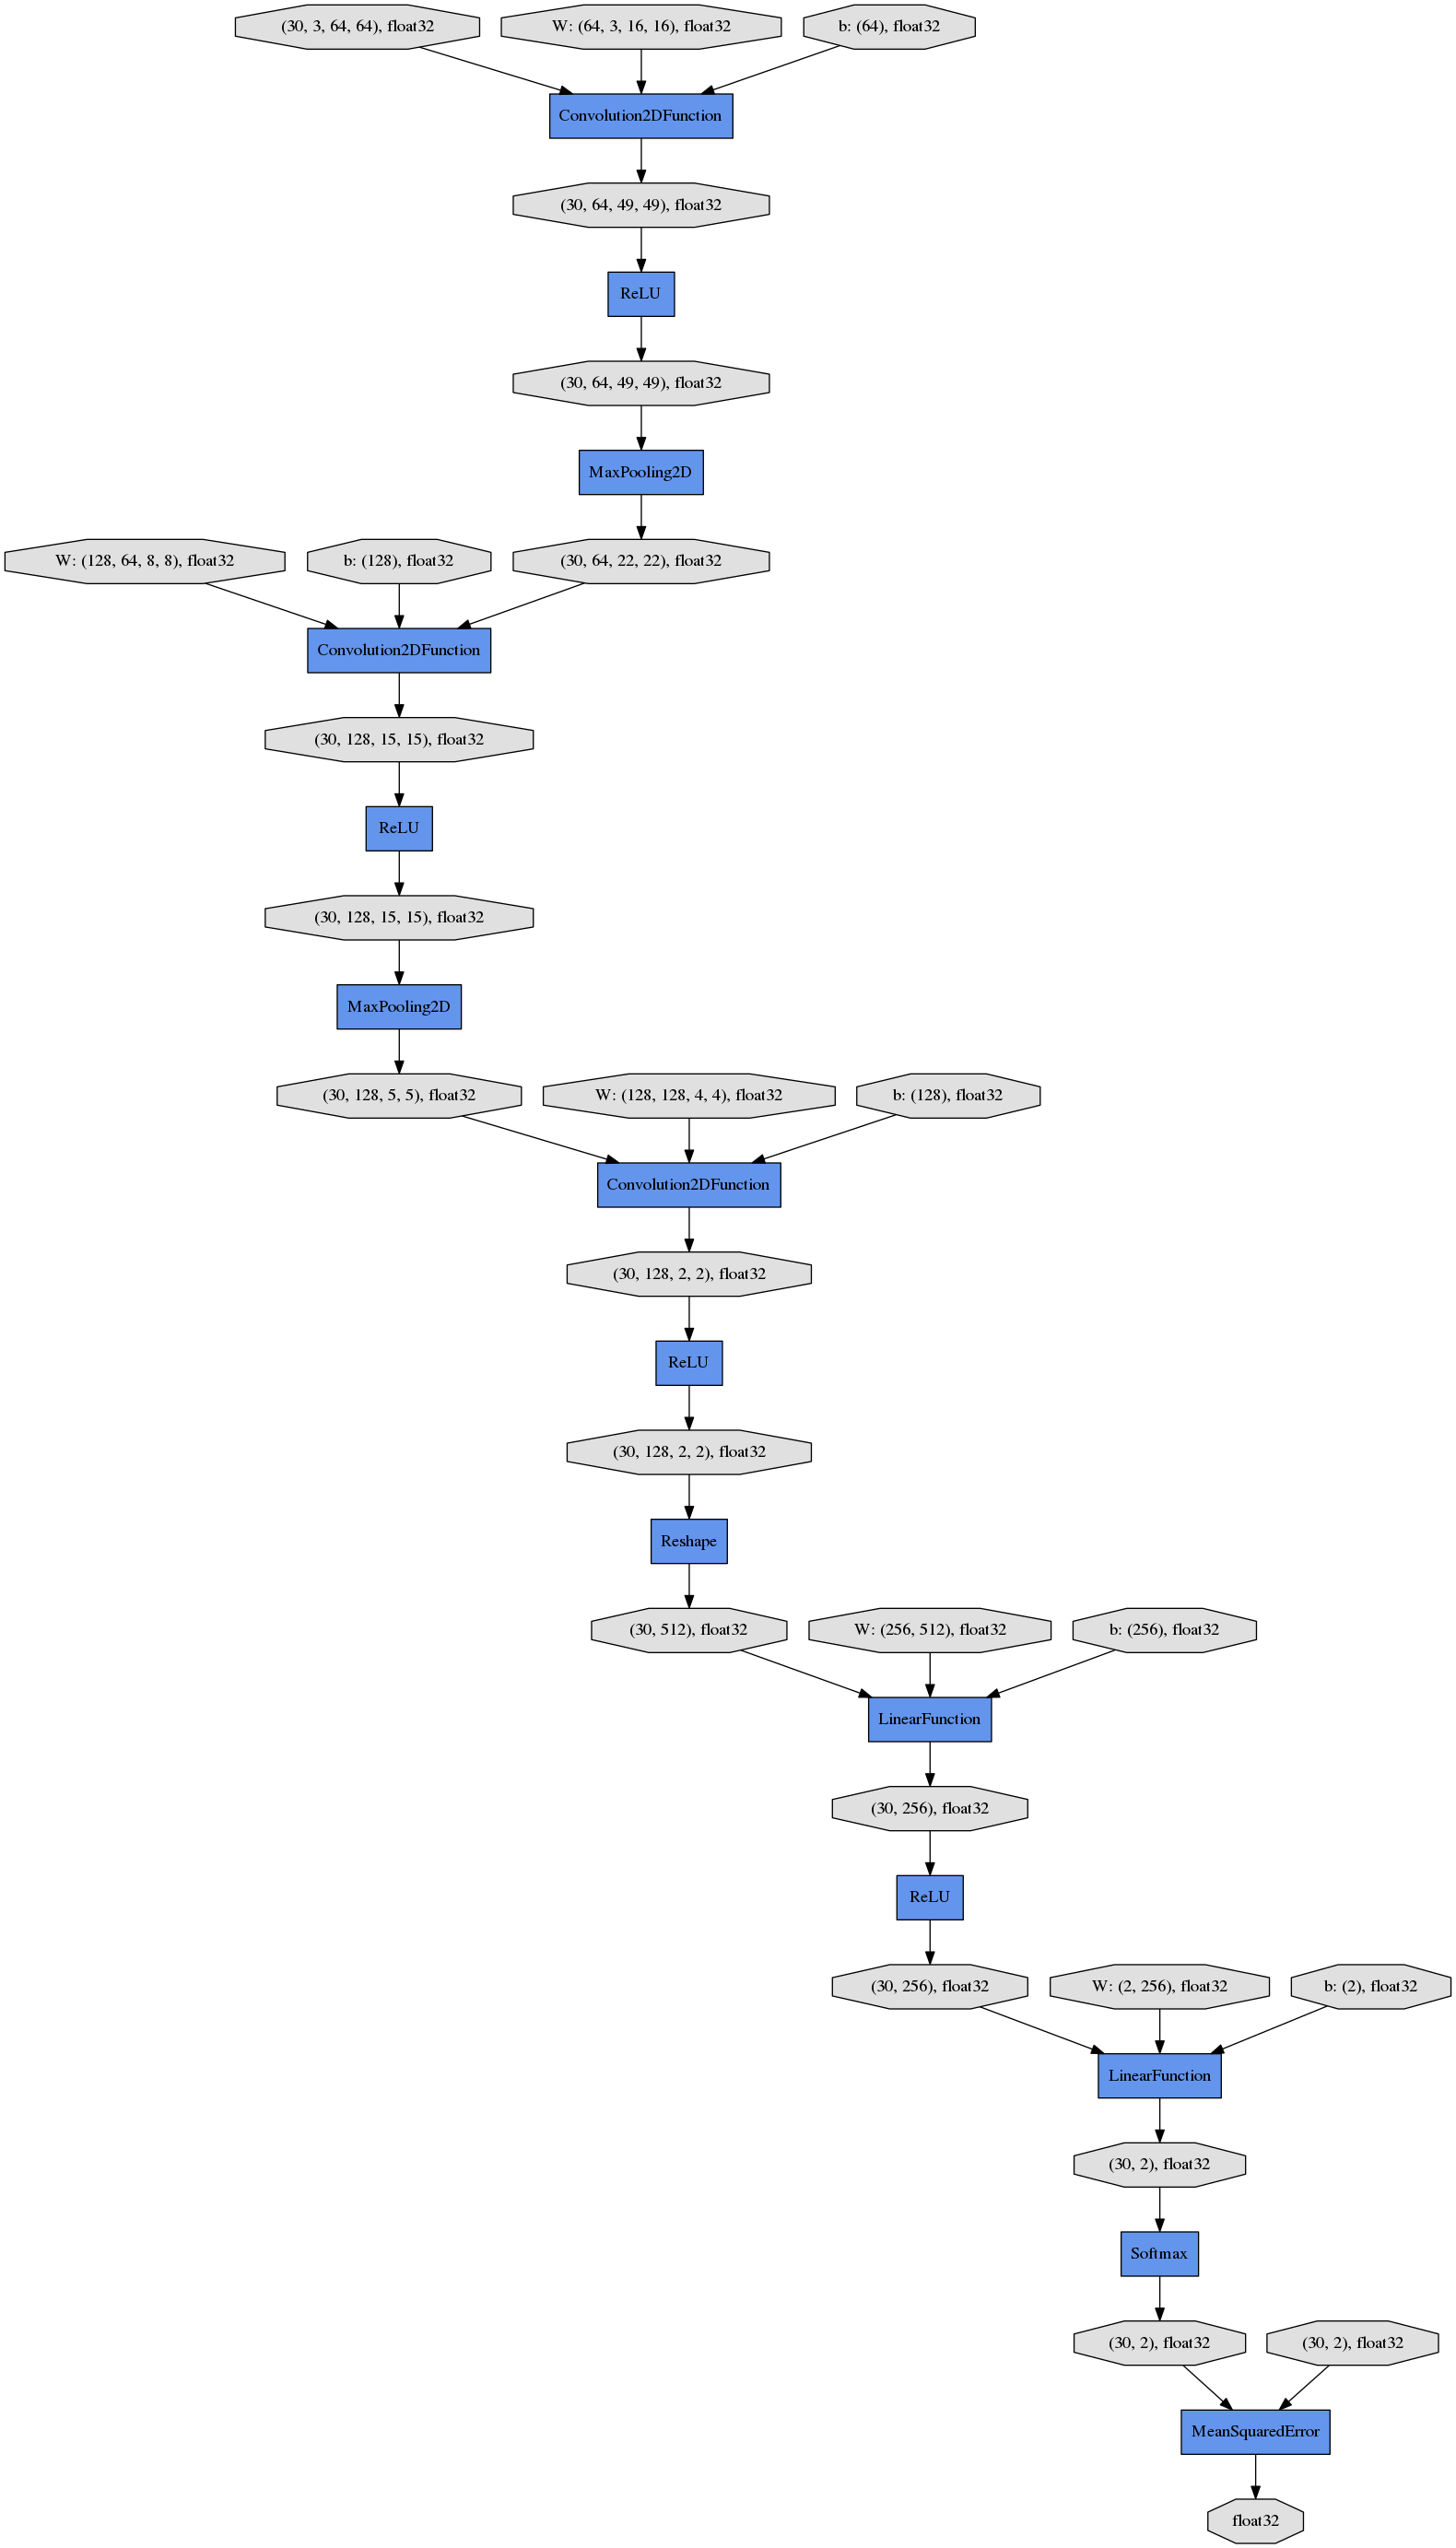 (30, 3, 64, 64), float32
W: (64, 3, 16, 16), float32
b: (64), float32
Convolution2DFunction
(30, 64, 49, 49), float32
ReLU
(30, 64, 49, 49), float32
MaxPooling2D
W: (128, 64, 8, 8), float32
b: (128), float32
(30, 64, 22, 22), float32
Convolution2DFunction
(30, 128, 15, 15), float32
ReLU
(30, 128, 15, 15), float32
MaxPooling2D
(30, 128, 5, 5), float32
W: (128, 128, 4, 4), float32
b: (128), float32
Convolution2DFunction
(30, 128, 2, 2), float32
ReLU
(30, 128, 2, 2), float32
Reshape
(30, 512), float32
W: (256, 512), float32
b: (256), float32
LinearFunction
(30, 256), float32
ReLU
(30, 256), float32
W: (2, 256), float32
b: (2), float32
LinearFunction
(30, 2), float32
Softmax
(30, 2), float32
(30, 2), float32
MeanSquaredError
float32